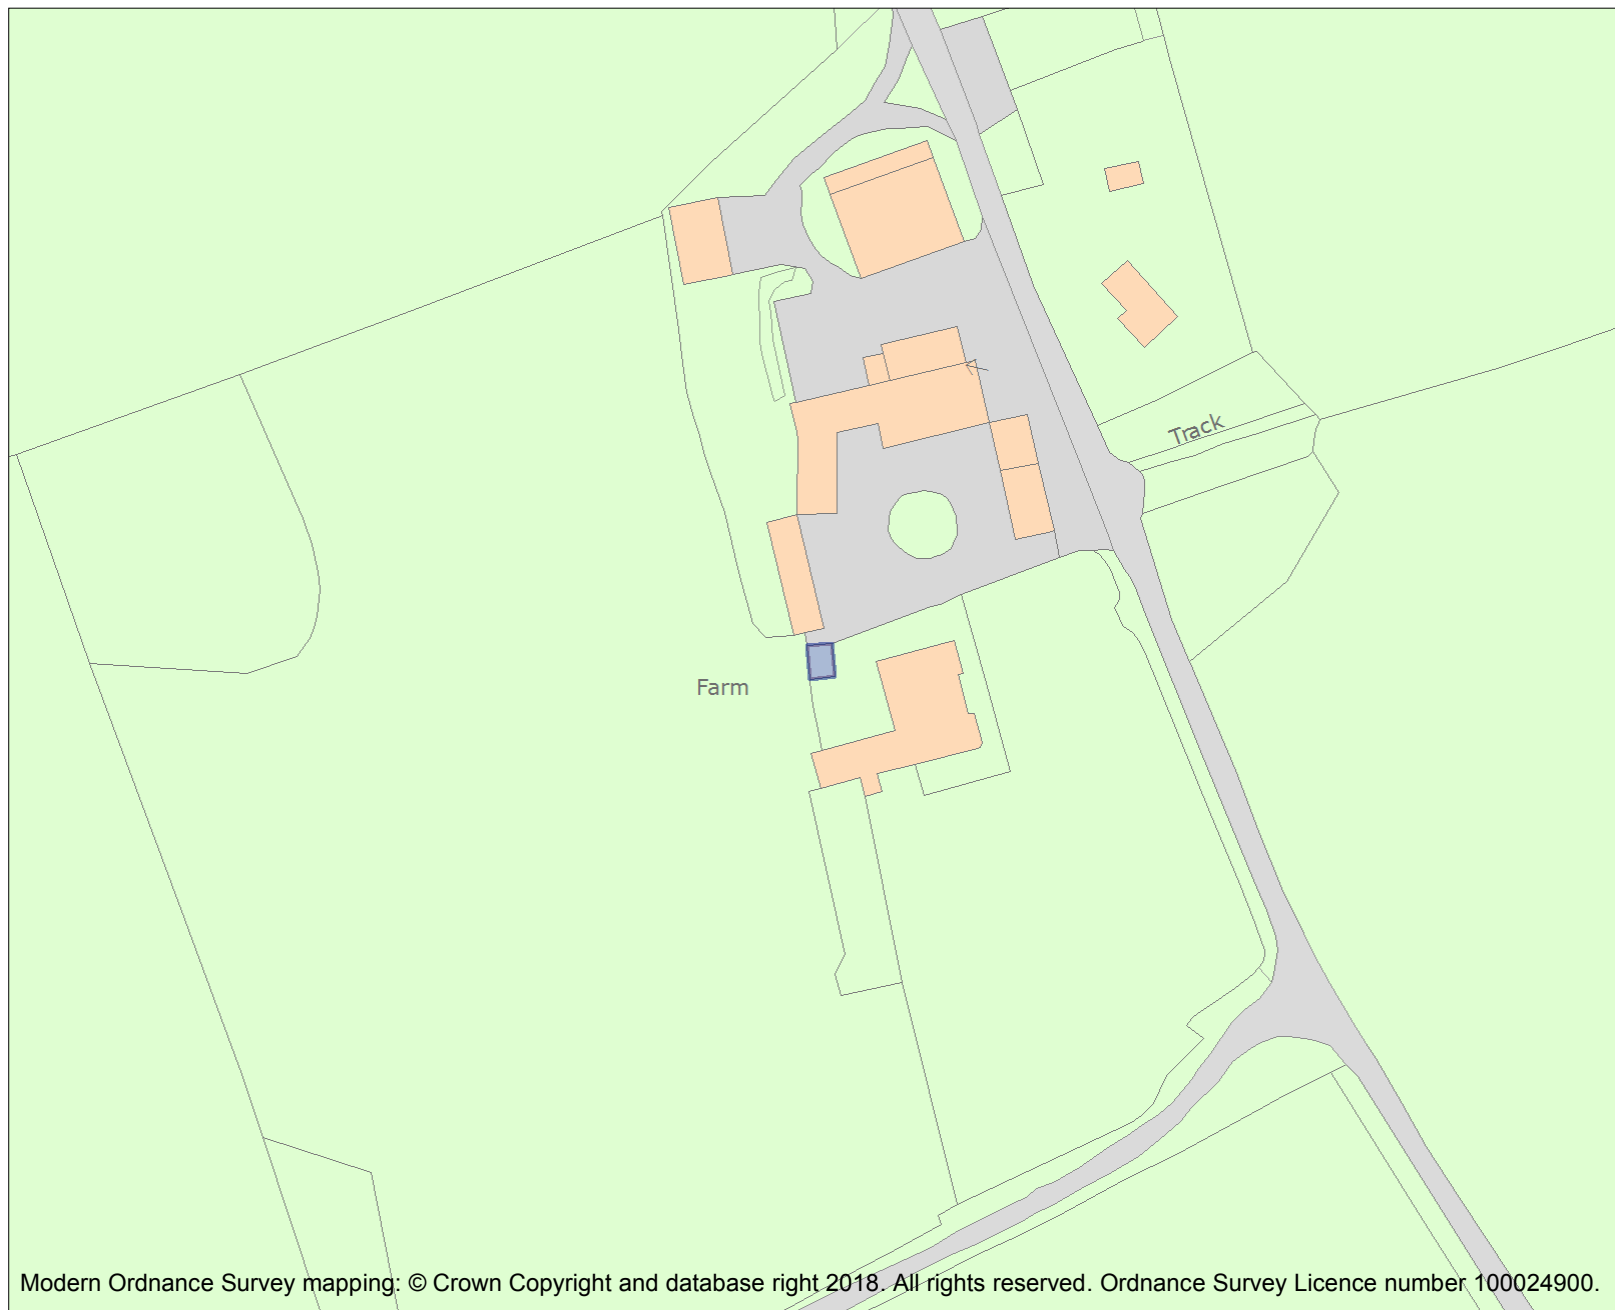 Track
Farm
Modern Ordnance Survey mapping: © Crown Copyright and database right 2018. All rights reserved. Ordnance Survey Licence number 100024900.